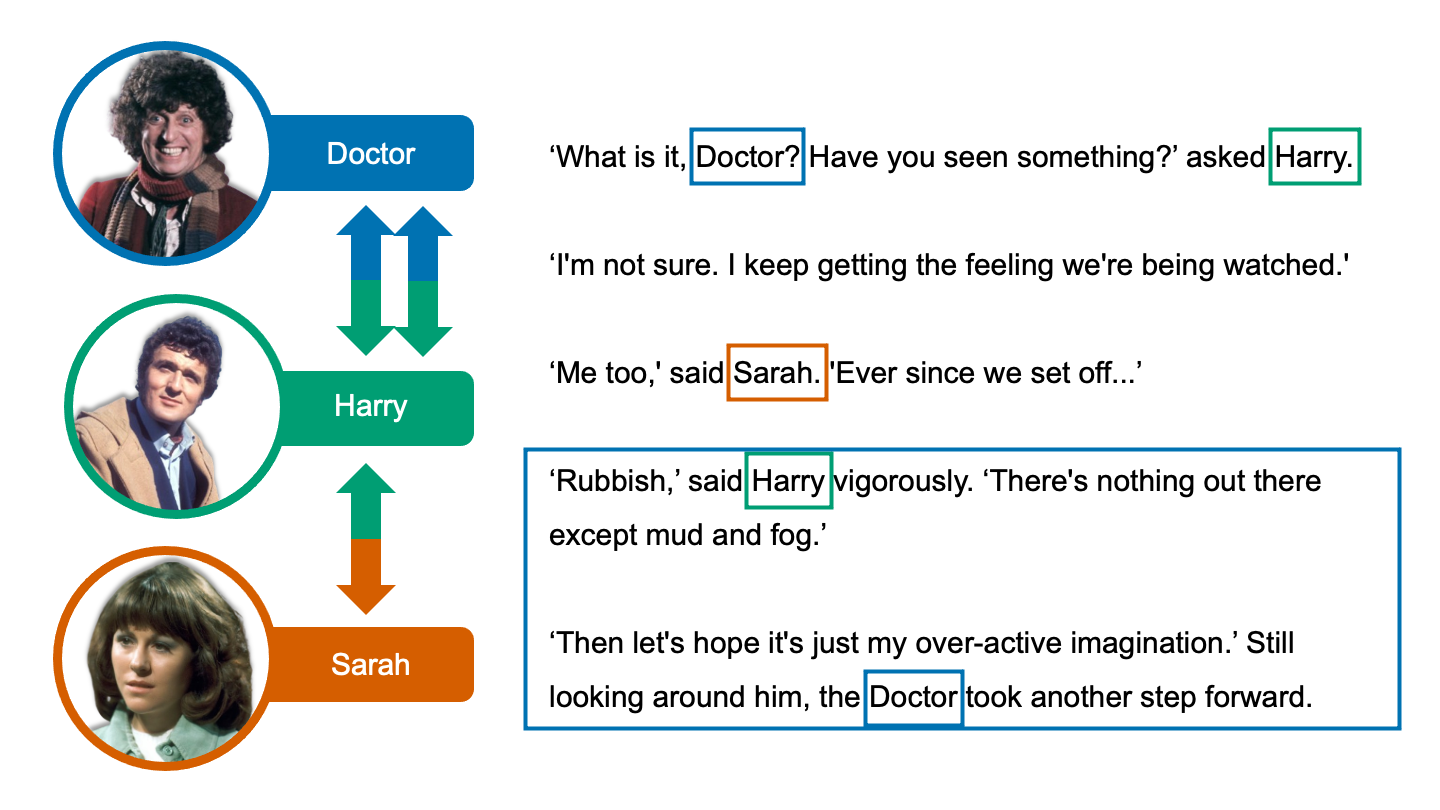 Doctor
Harry
Sarah
‘What is it, Doctor? Have you seen something?’ asked Harry.
‘I'm not sure. I keep getting the feeling we're being watched.'
‘Me too,' said Sarah. 'Ever since we set off...’
‘Rubbish,’ said Harry vigorously. ‘There's nothing out there
except mud and fog.’
‘Then let's hope it's just my over-active imagination.’ Still
looking around him, the Doctor took another step forward.